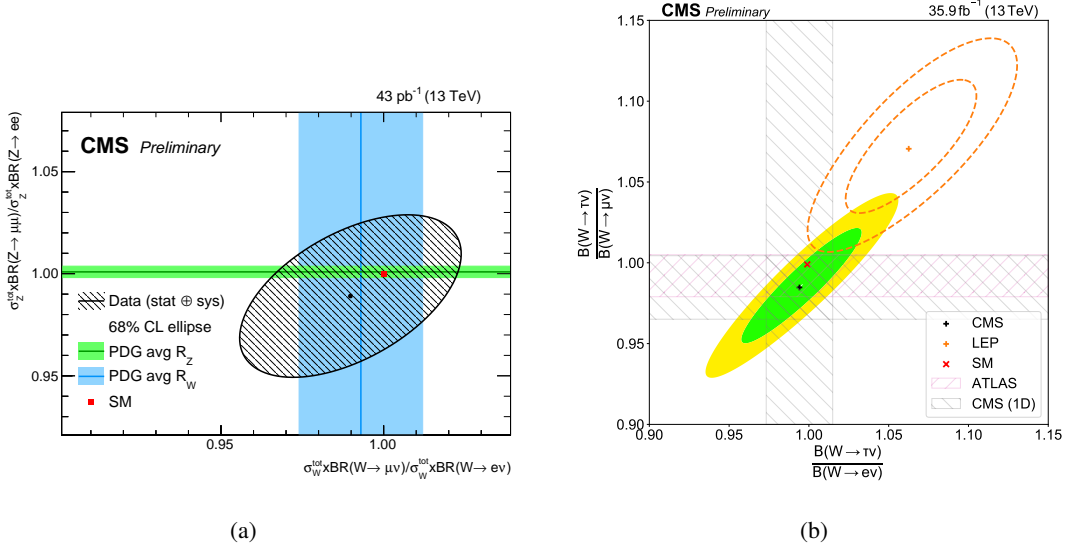 43 pb⁻¹ (13 TeV)
CMS Preliminary
σ_Z^tot xBR(Z→ μμ)/σ_Z^tot xBR(Z→ ee)
1.05
1.00
0.95
Data (stat ⊕ sys)
68% CL ellipse
PDG avg R_Z
PDG avg R_W
SM
0.95
1.00
σ_W^tot xBR(W→ μν)/σ_W^tot xBR(W→ eν)
(a)
CMS Preliminary
35.9 fb⁻¹ (13 TeV)
B(W → τν)
B(W → μν)
1.15
1.10
1.05
1.00
0.95
0.90
CMS
LEP
SM
ATLAS
CMS (1D)
0.90
0.95
1.00
1.05
1.10
1.15
B(W → τν)
B(W → eν)
(b)